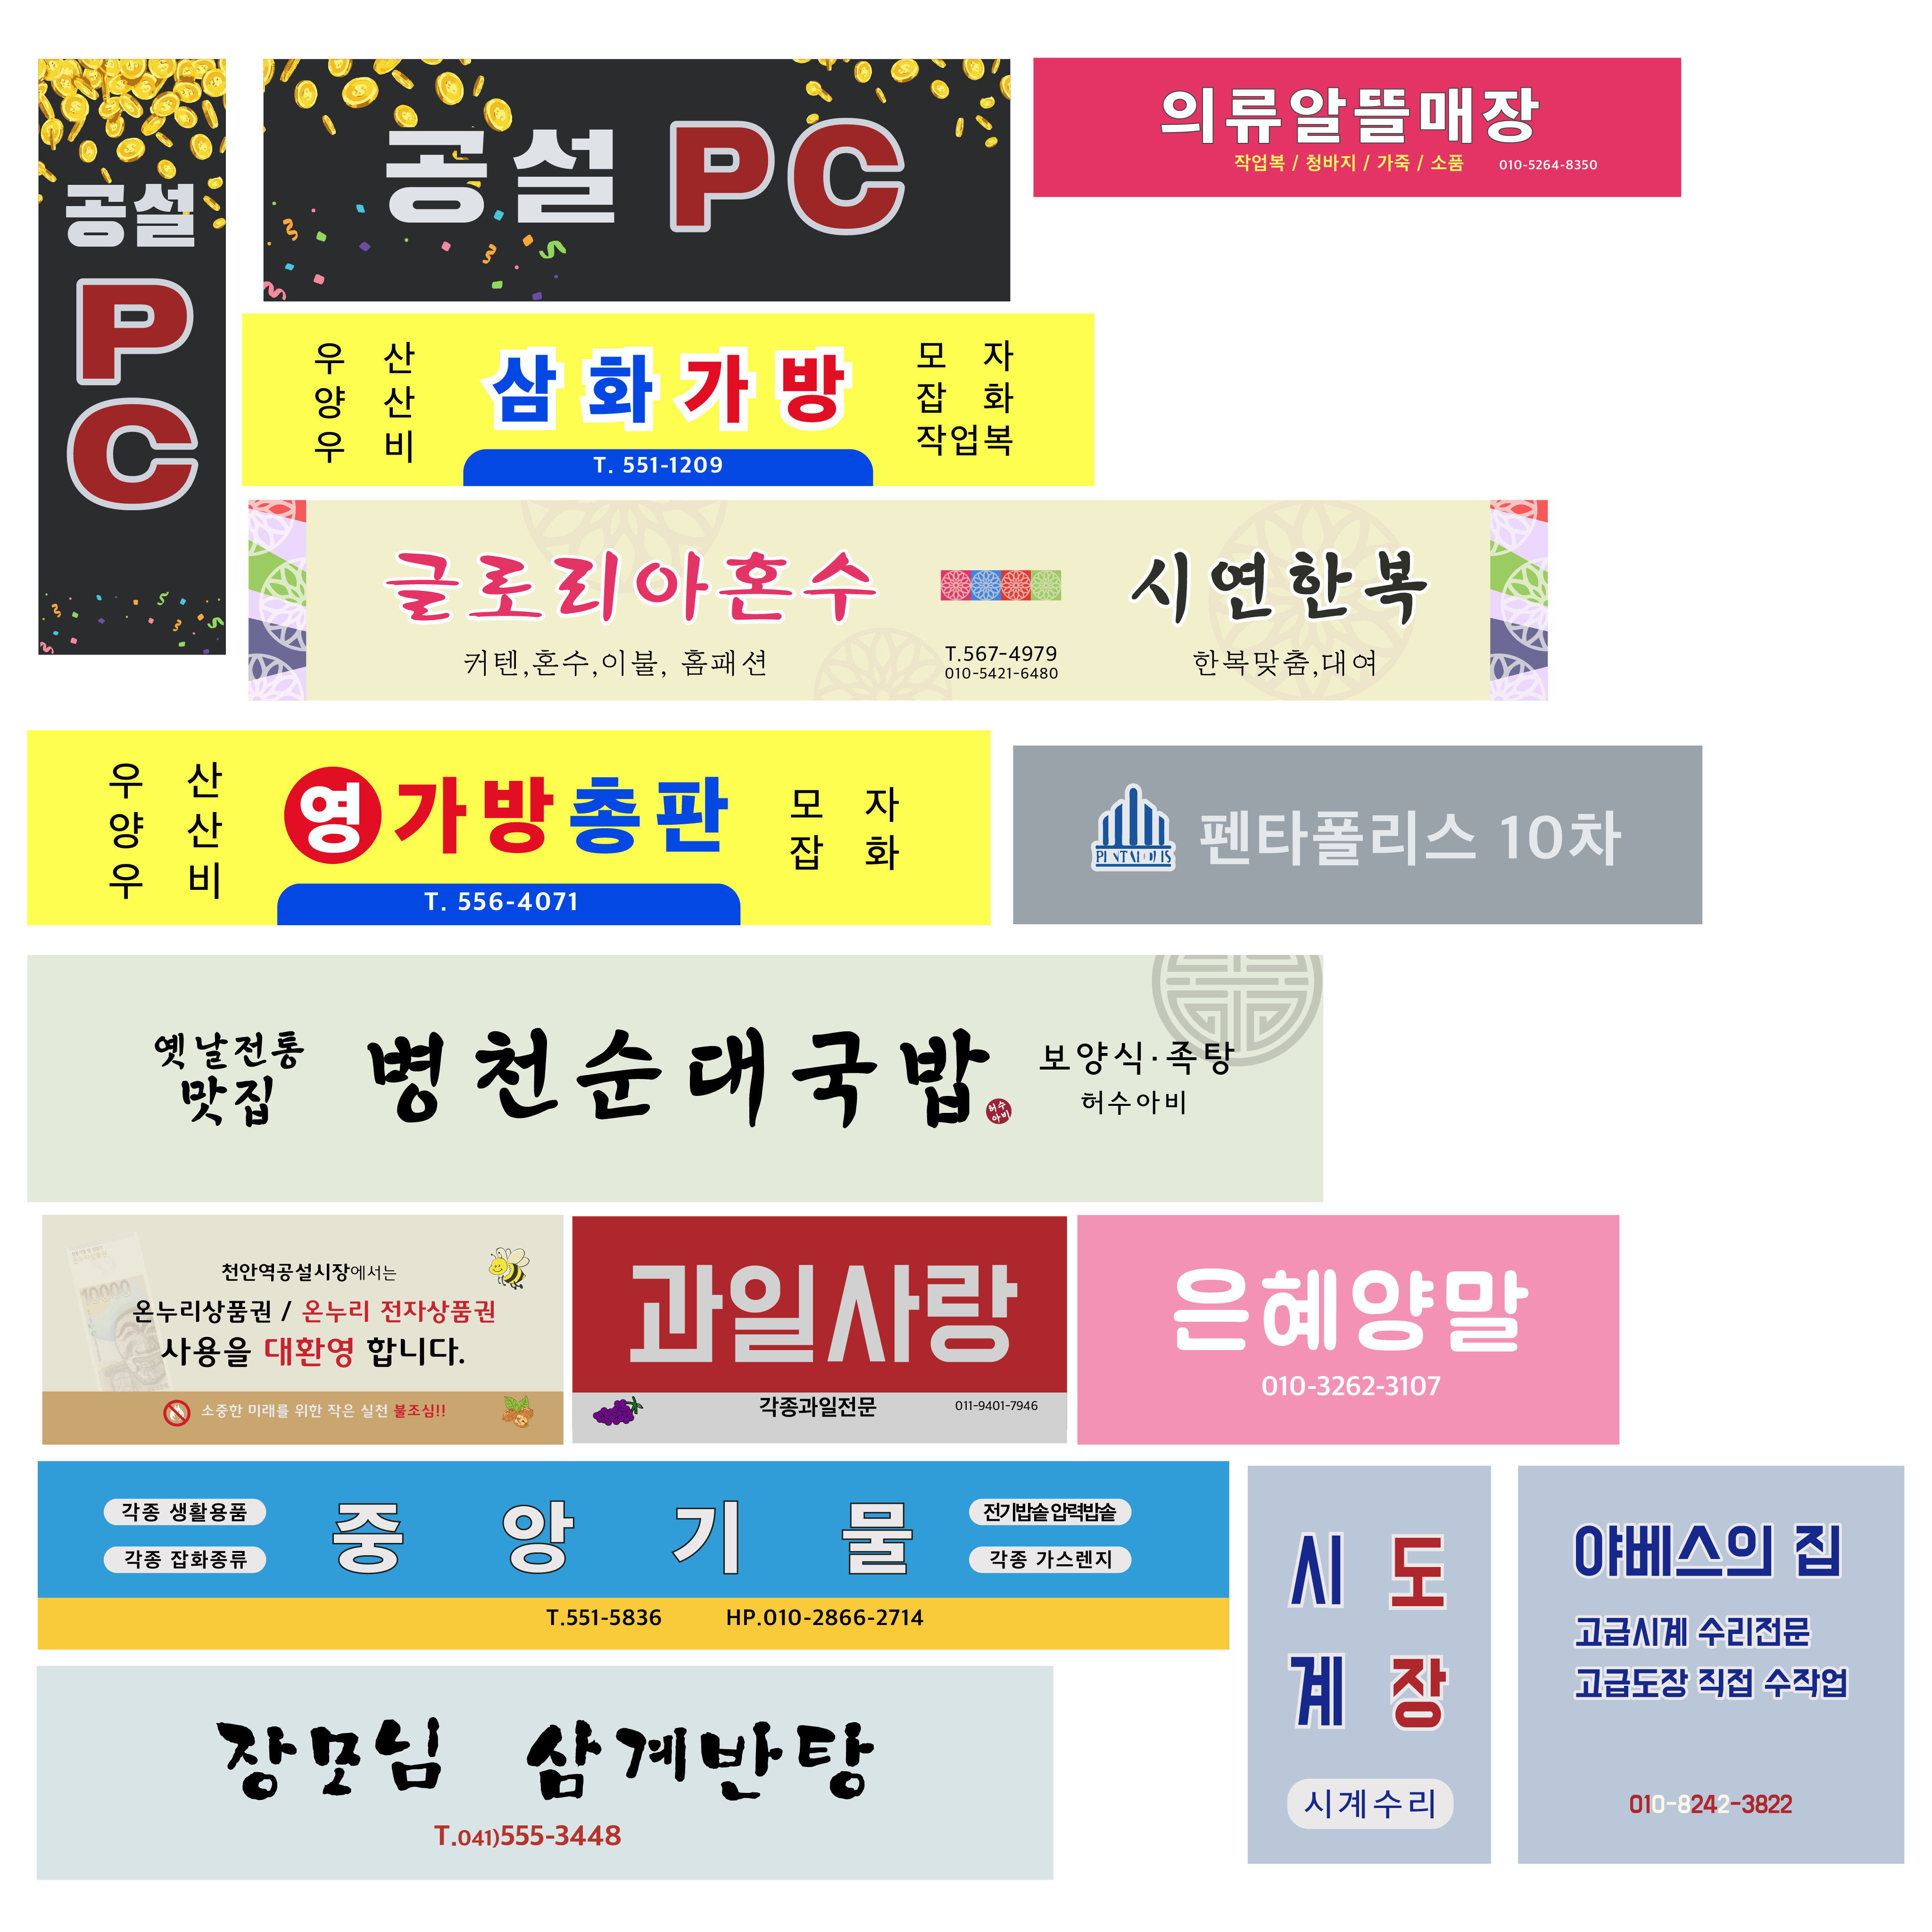 공설
P
C
공설 PC
의류알뜰매장
작업복 / 청바지 / 가죽 / 소품 010-5264-8350
우 산
양 산
우 비
삼화가방
T. 551-1209
모 자
잡 화
작업복
글로리아혼수
커텐,혼수,이불, 홈패션
T.567-4979
010-5421-6480
시연한복
한복맞춤,대여
우 산
양 산
우 비
영가방총판
T. 556-4071
모 자
잡 화
PENTAPOLIS
펜타폴리스 10차
옛날전통
맛집
병천순대국밥
허수
아비
보양식·족탕
허수아비
10000
천안역공설시장에서는
온누리상품권 / 온누리 전자상품권
사용을 대환영 합니다.
소중한 미래를 위한 작은 실천 불조심!!
과일사랑
각종과일전문 011-9401-7946
은혜양말
010-3262-3107
각종 생활용품
각종 잡화종류
중앙기물
전기밥솥 압력밥솥
각종 가스렌지
T.551-5836 HP.010-2866-2714
시계
도장
시계수리
야베스의 집
고급시계 수리전문
고급도장 직접 수작업
010-8242-3822
장모님 삼계반탕
T.041)555-3448